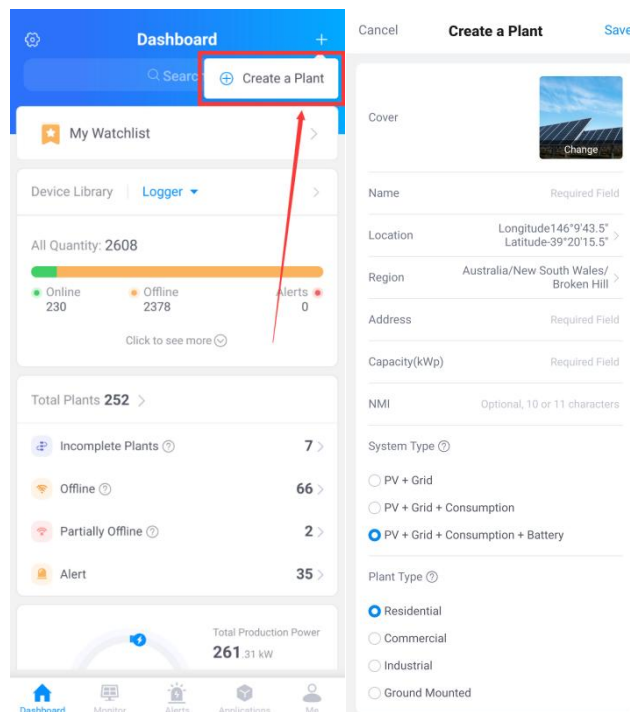 Dashboard
Searc
Create a Plant
My Watchlist
Device Library
Logger
All Quantity: 2608
Online
Offline
Alerts
230
2378
0
Click to see more
Total Plants 252
Incomplete Plants
7
Offline
66
Partially Offline
2
Alert
35
Total Production Power
261.31 kW
Dashboard
Monitor
Alerts
Applications
Me
Cancel
Create a Plant
Save
Cover
Change
Name
Required Field
Location
Longitude146°9'43.5"
Latitude-39°20'15.5"
Region
Australia/New South Wales/
Broken Hill
Address
Required Field
Capacity(kWp)
Required Field
NMI
Optional, 10 or 11 characters
System Type
PV + Grid
PV + Grid + Consumption
PV + Grid + Consumption + Battery
Plant Type
Residential
Commercial
Industrial
Ground Mounted